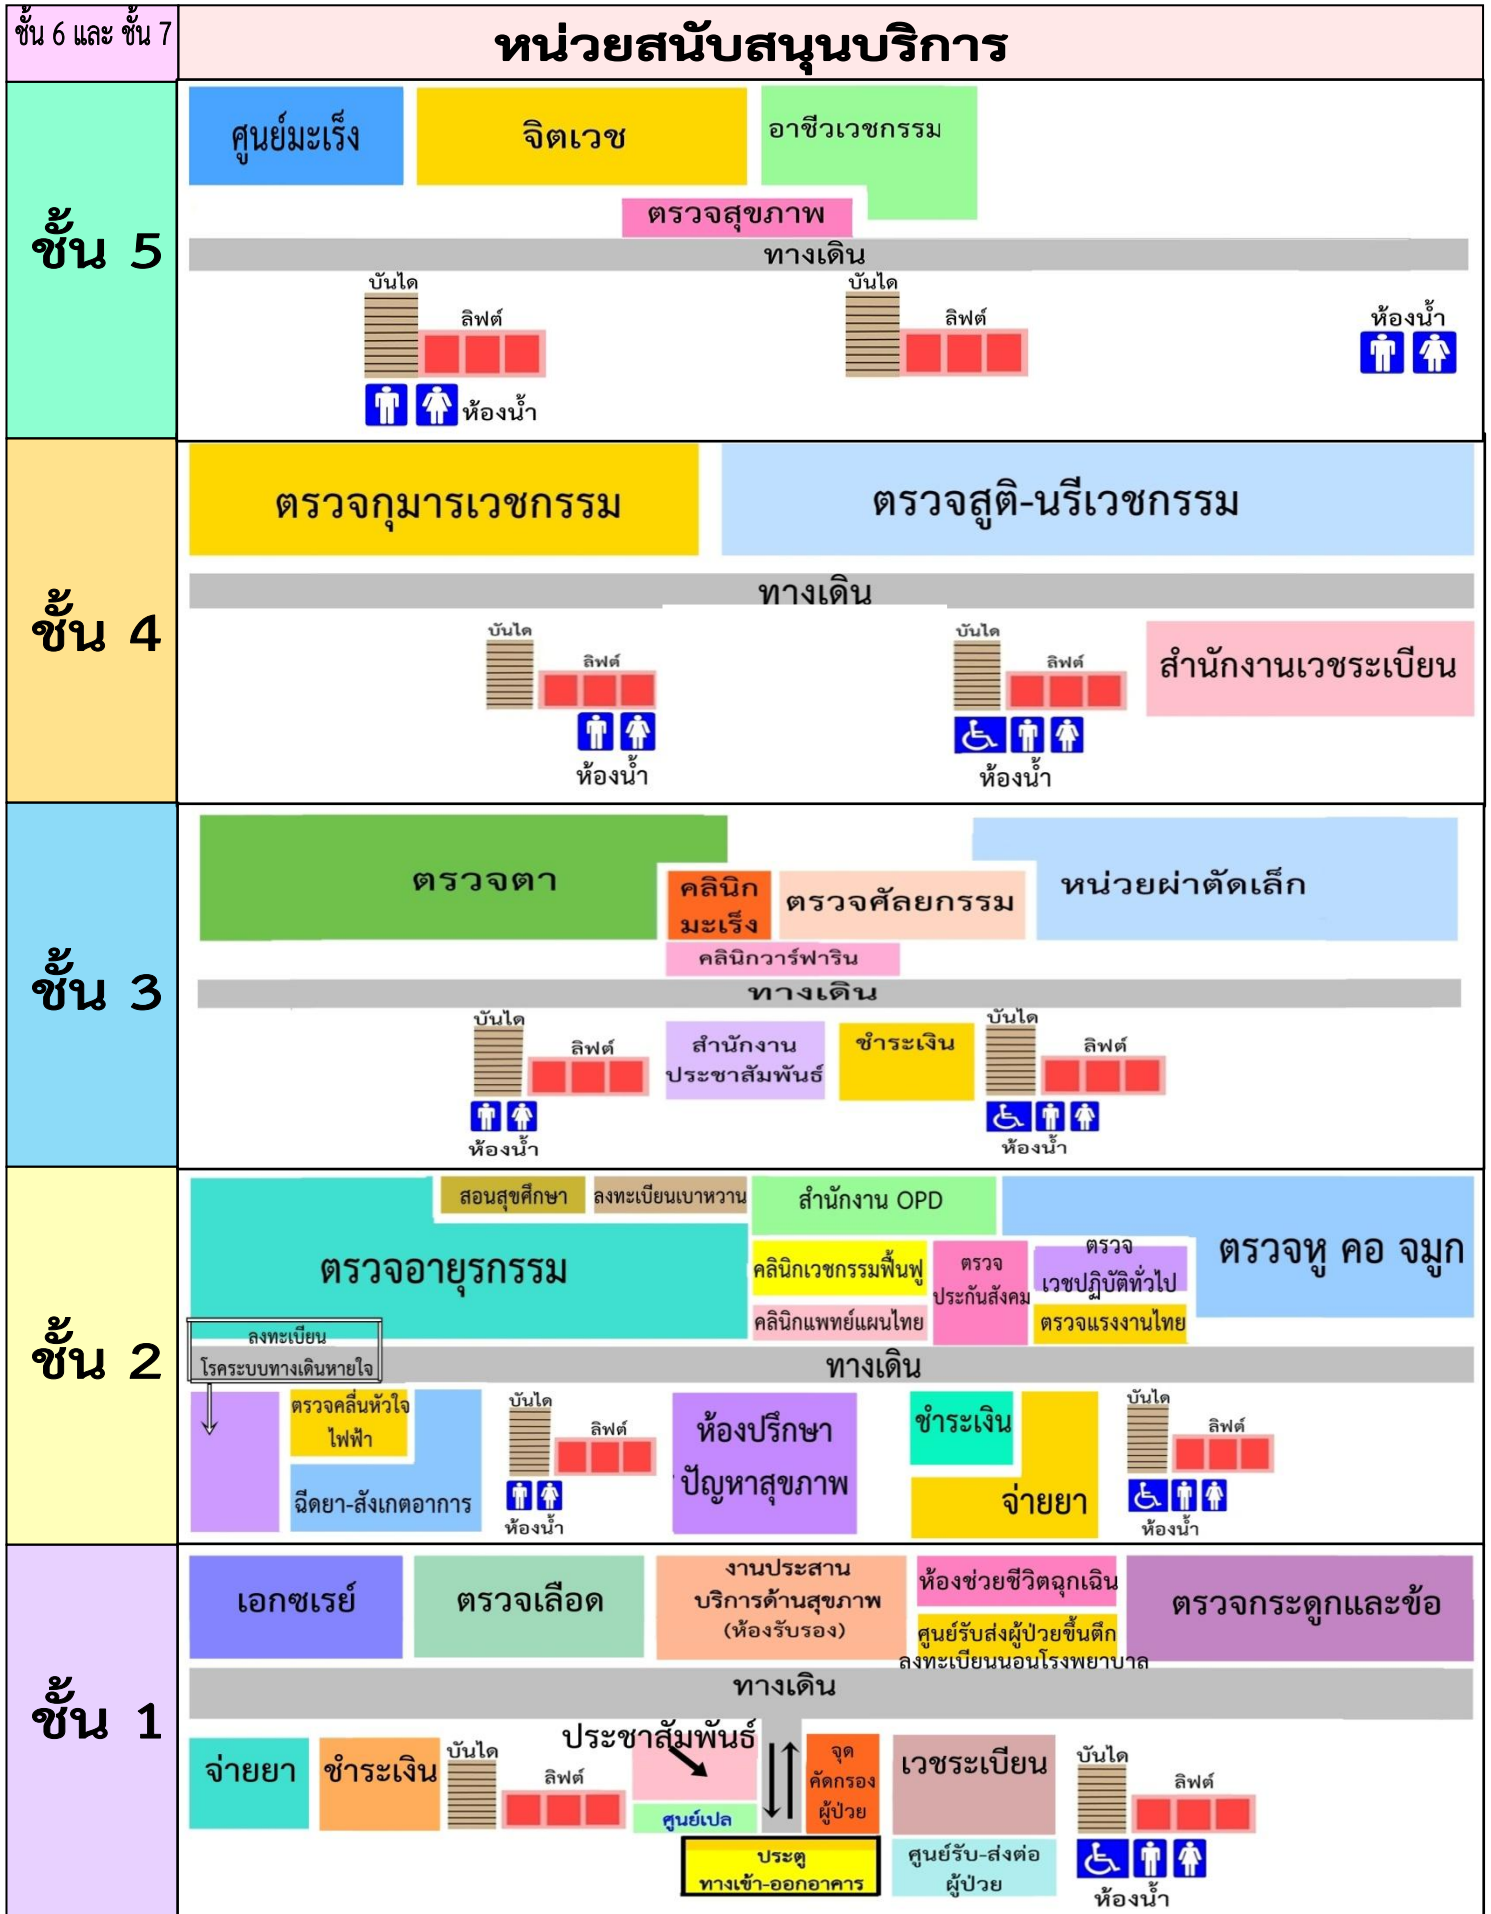 ชั้น 6 และ ชั้น 7
หน่วยสนับสนุนบริการ
ชั้น 5
ศูนย์มะเร็ง
จิตเวช
อาชีวเวชกรรม
ตรวจสุขภาพ
ทางเดิน
บันได
ลิฟต์
บันได
ลิฟต์
ห้องน้ำ
ห้องน้ำ
ชั้น 4
ตรวจกุมารเวชกรรม
ตรวจสูติ-นรีเวชกรรม
ทางเดิน
บันได
ลิฟต์
บันได
ลิฟต์
สำนักงานเวชระเบียน
ห้องน้ำ
ห้องน้ำ
ชั้น 3
ตรวจตา
คลินิก
มะเร็ง
ตรวจศัลยกรรม
หน่วยผ่าตัดเล็ก
คลินิกวาร์ฟาริน
ทางเดิน
บันได
ลิฟต์
สำนักงาน
ประชาสัมพันธ์
ชำระเงิน
บันได
ลิฟต์
ห้องน้ำ
ห้องน้ำ
ชั้น 2
สอนสุขศึกษา
ลงทะเบียนเบาหวาน
สำนักงาน OPD
ตรวจอายุรกรรม
คลินิกเวชกรรมฟื้นฟู
ตรวจ
ประกันสังคม
ตรวจ
เวชปฏิบัติทั่วไป
ตรวจหู คอ จมูก
คลินิกแพทย์แผนไทย
ตรวจแรงงานไทย
ลงทะเบียน
โรคระบบทางเดินหายใจ
ทางเดิน
ตรวจคลื่นหัวใจ
ไฟฟ้า
ฉีดยา-สังเกตอาการ
บันได
ลิฟต์
ห้องน้ำ
ห้องปรึกษา
ปัญหาสุขภาพ
ชำระเงิน
จ่ายยา
บันได
ลิฟต์
ห้องน้ำ
ชั้น 1
เอกซเรย์
ตรวจเลือด
งานประสาน
บริการด้านสุขภาพ
(ห้องรับรอง)
ห้องช่วยชีวิตฉุกเฉิน
ศูนย์รับส่งผู้ป่วยขึ้นตึก
ลงทะเบียนนอนโรงพยาบาล
ตรวจกระดูกและข้อ
ทางเดิน
จ่ายยา
ชำระเงิน
บันได
ลิฟต์
ประชาสัมพันธ์
ศูนย์เปล
จุด
คัดกรอง
ผู้ป่วย
เวชระเบียน
บันได
ลิฟต์
ประตู
ทางเข้า-ออกอาคาร
ศูนย์รับ-ส่งต่อ
ผู้ป่วย
ห้องน้ำ